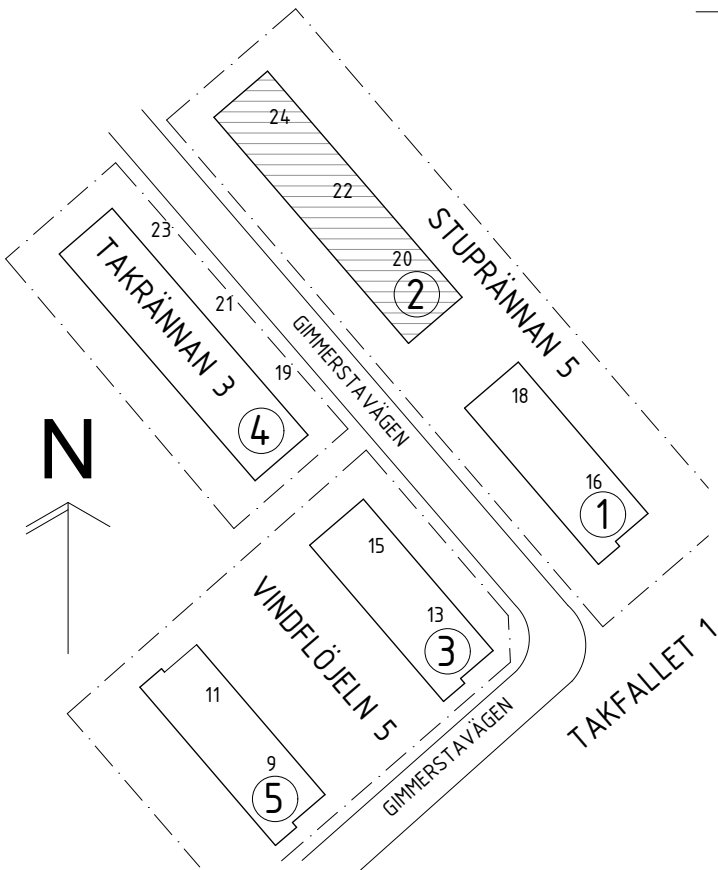 24
22
20
2
STUPRÄNNAN 5
23
21
19
TAKRÄNNAN 3
4
GIMMERSTAVÄGEN
18
16
1
N
15
13
3
VINDFLÖJELN 5
11
9
5
GIMMERSTAVÄGEN
TAKFALLET 1